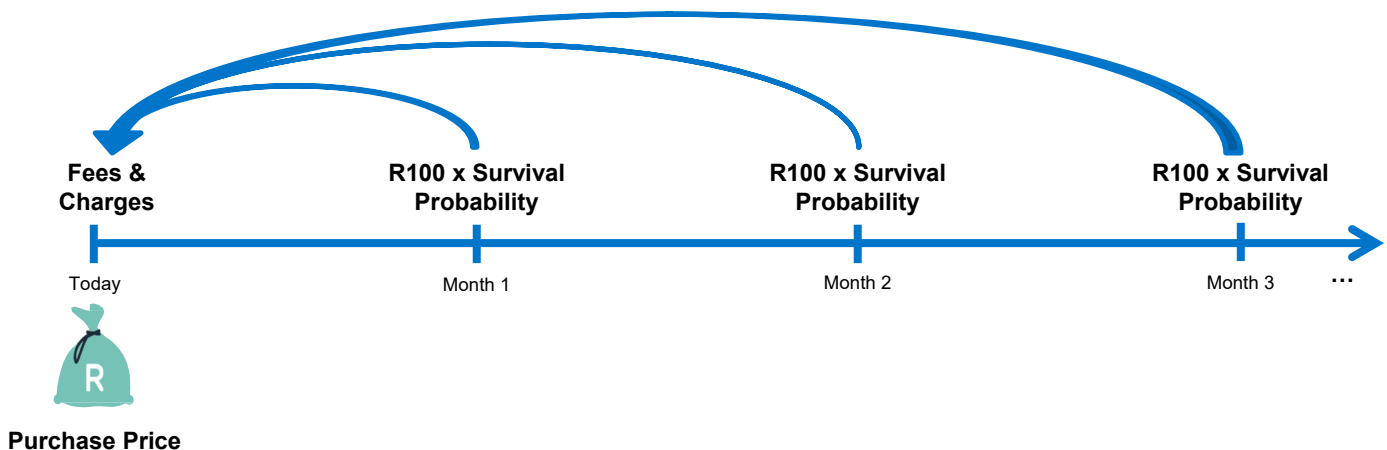 Fees &
Charges
R100 x Survival
Probability
R100 x Survival
Probability
R100 x Survival
Probability
Today
Month 1
Month 2
Month 3
...
R
Purchase Price